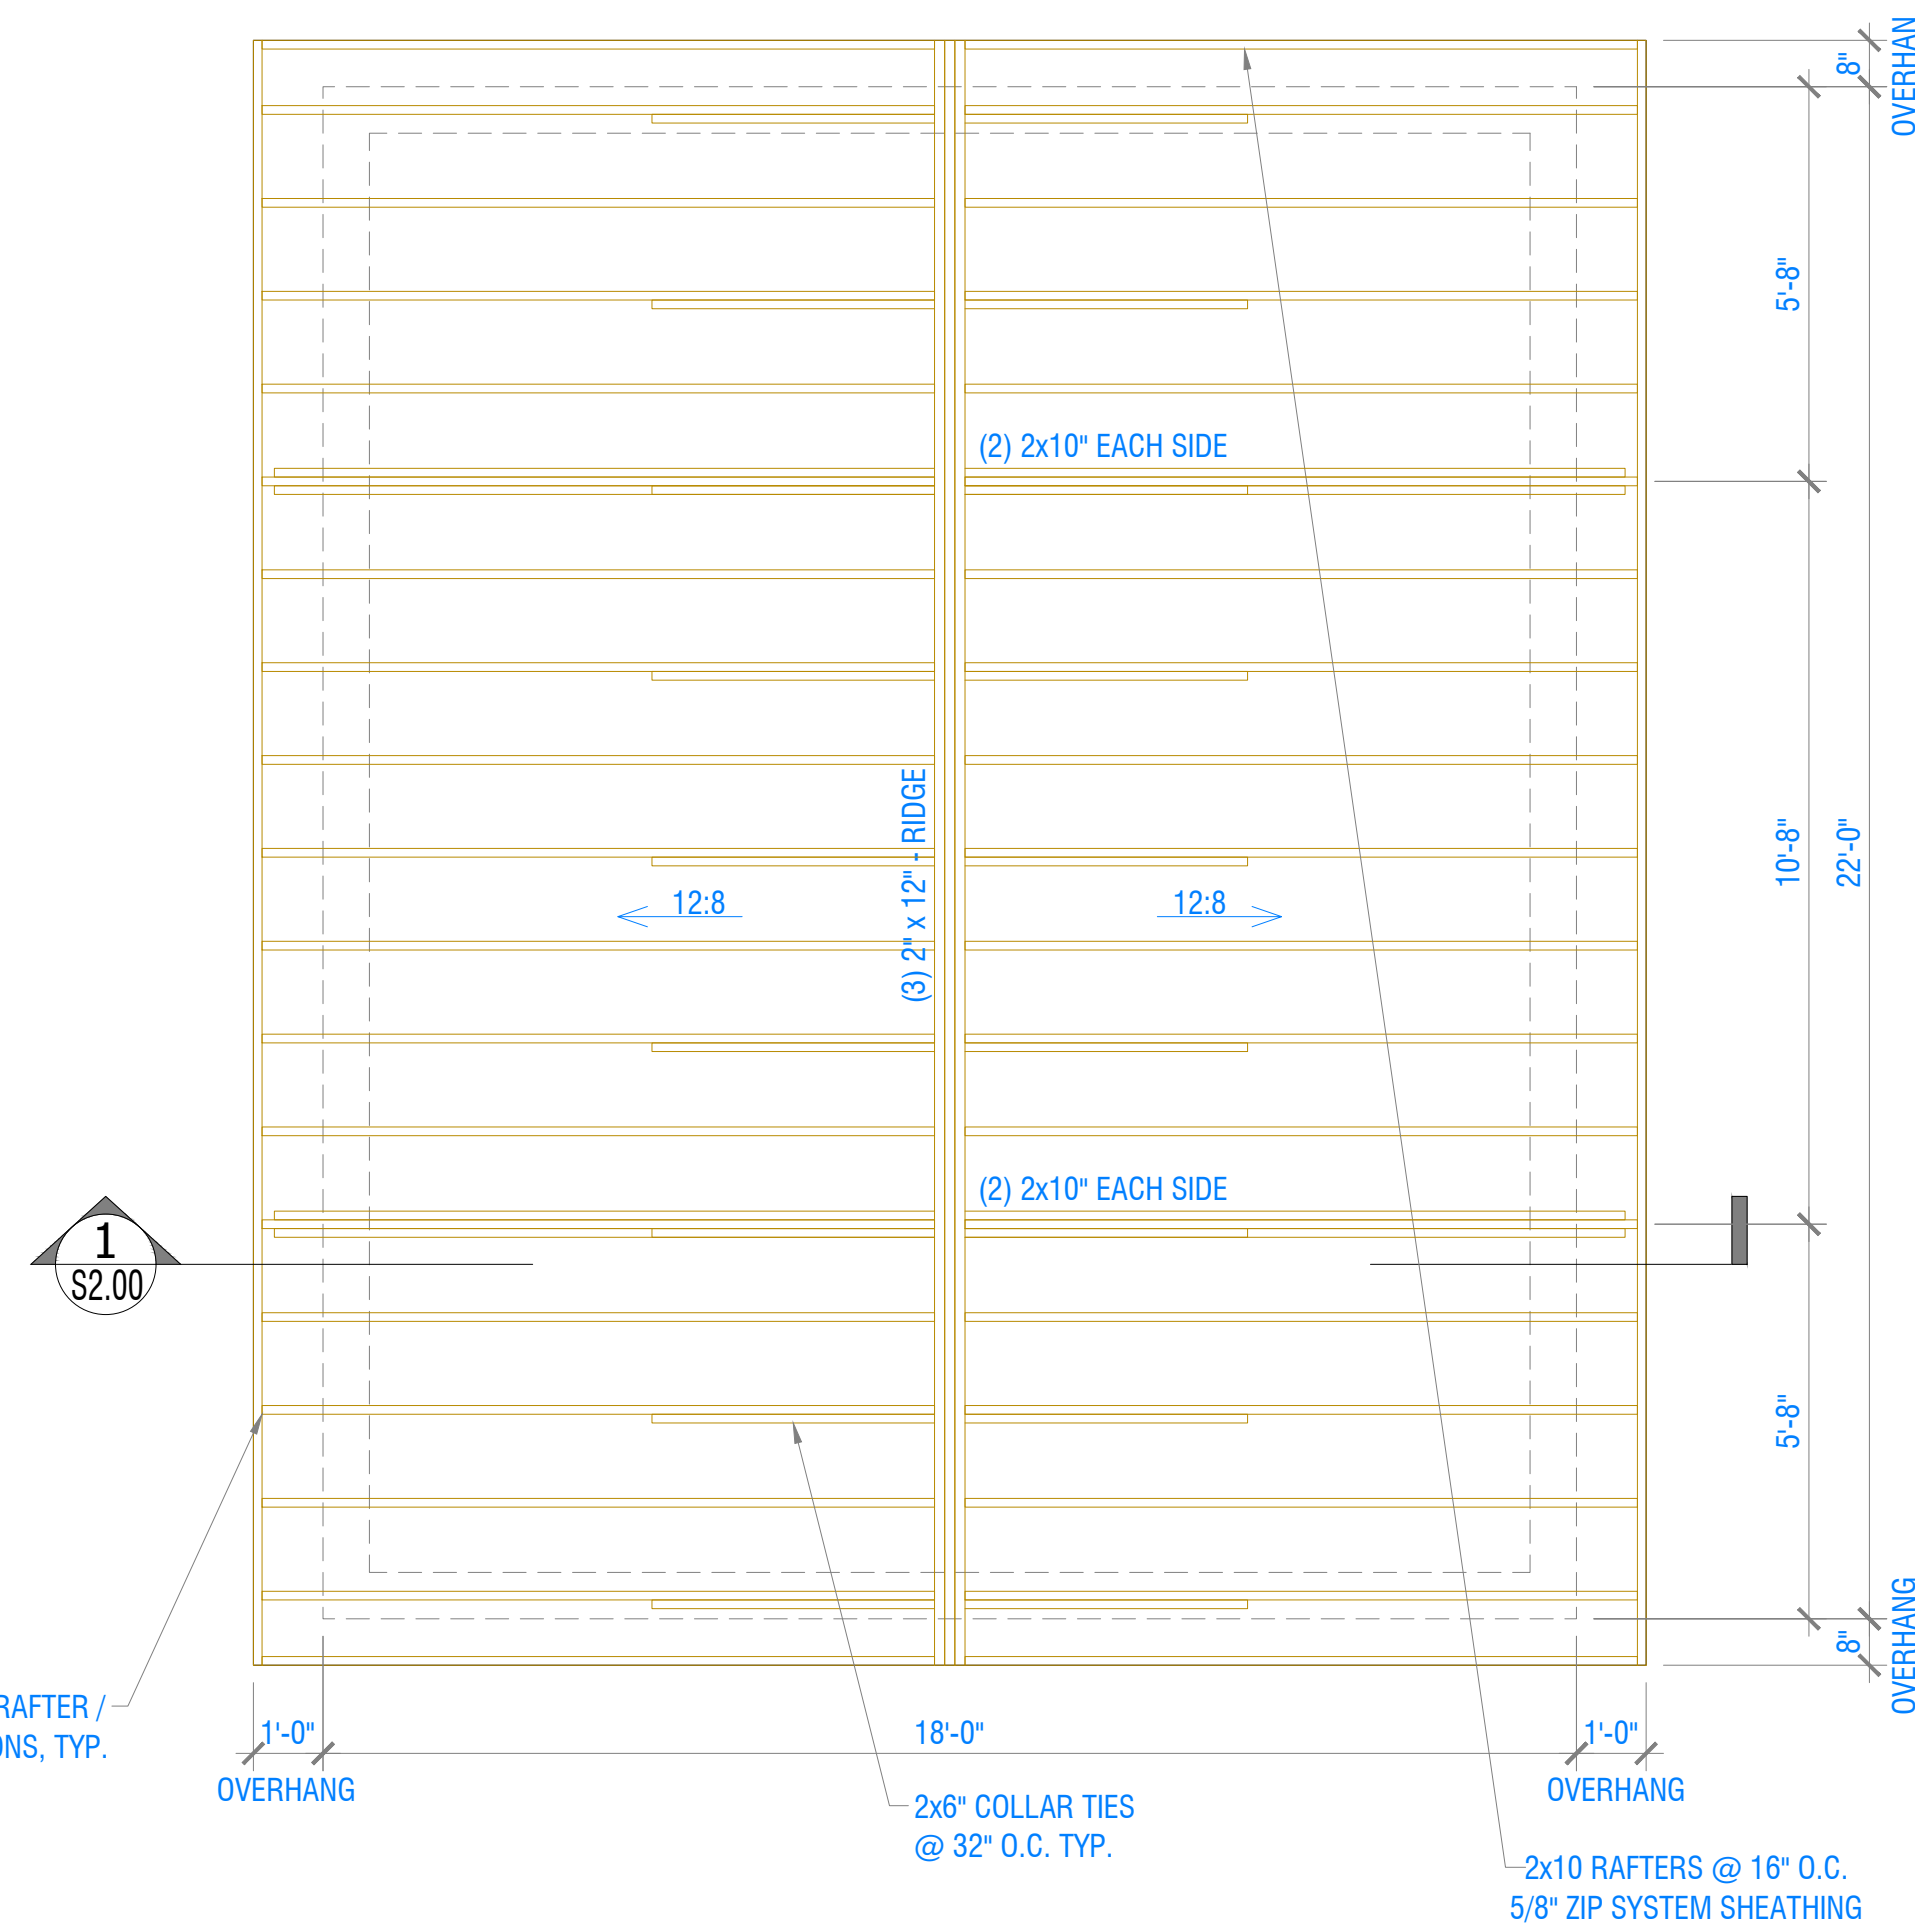 8"
OVERHAN
5'-8"
(2) 2x10" EACH SIDE
(3) 2" x 12" - RIDGE
10'-8"
22'-0"
12:8
12:8
(2) 2x10" EACH SIDE
1
S2.00
5'-8"
8"
OVERHANG
RAFTER /
ONS, TYP.
1'-0"
18'-0"
1'-0"
OVERHANG
OVERHANG
2x6" COLLAR TIES
@ 32" O.C. TYP.
2x10 RAFTERS @ 16" O.C.
5/8" ZIP SYSTEM SHEATHING